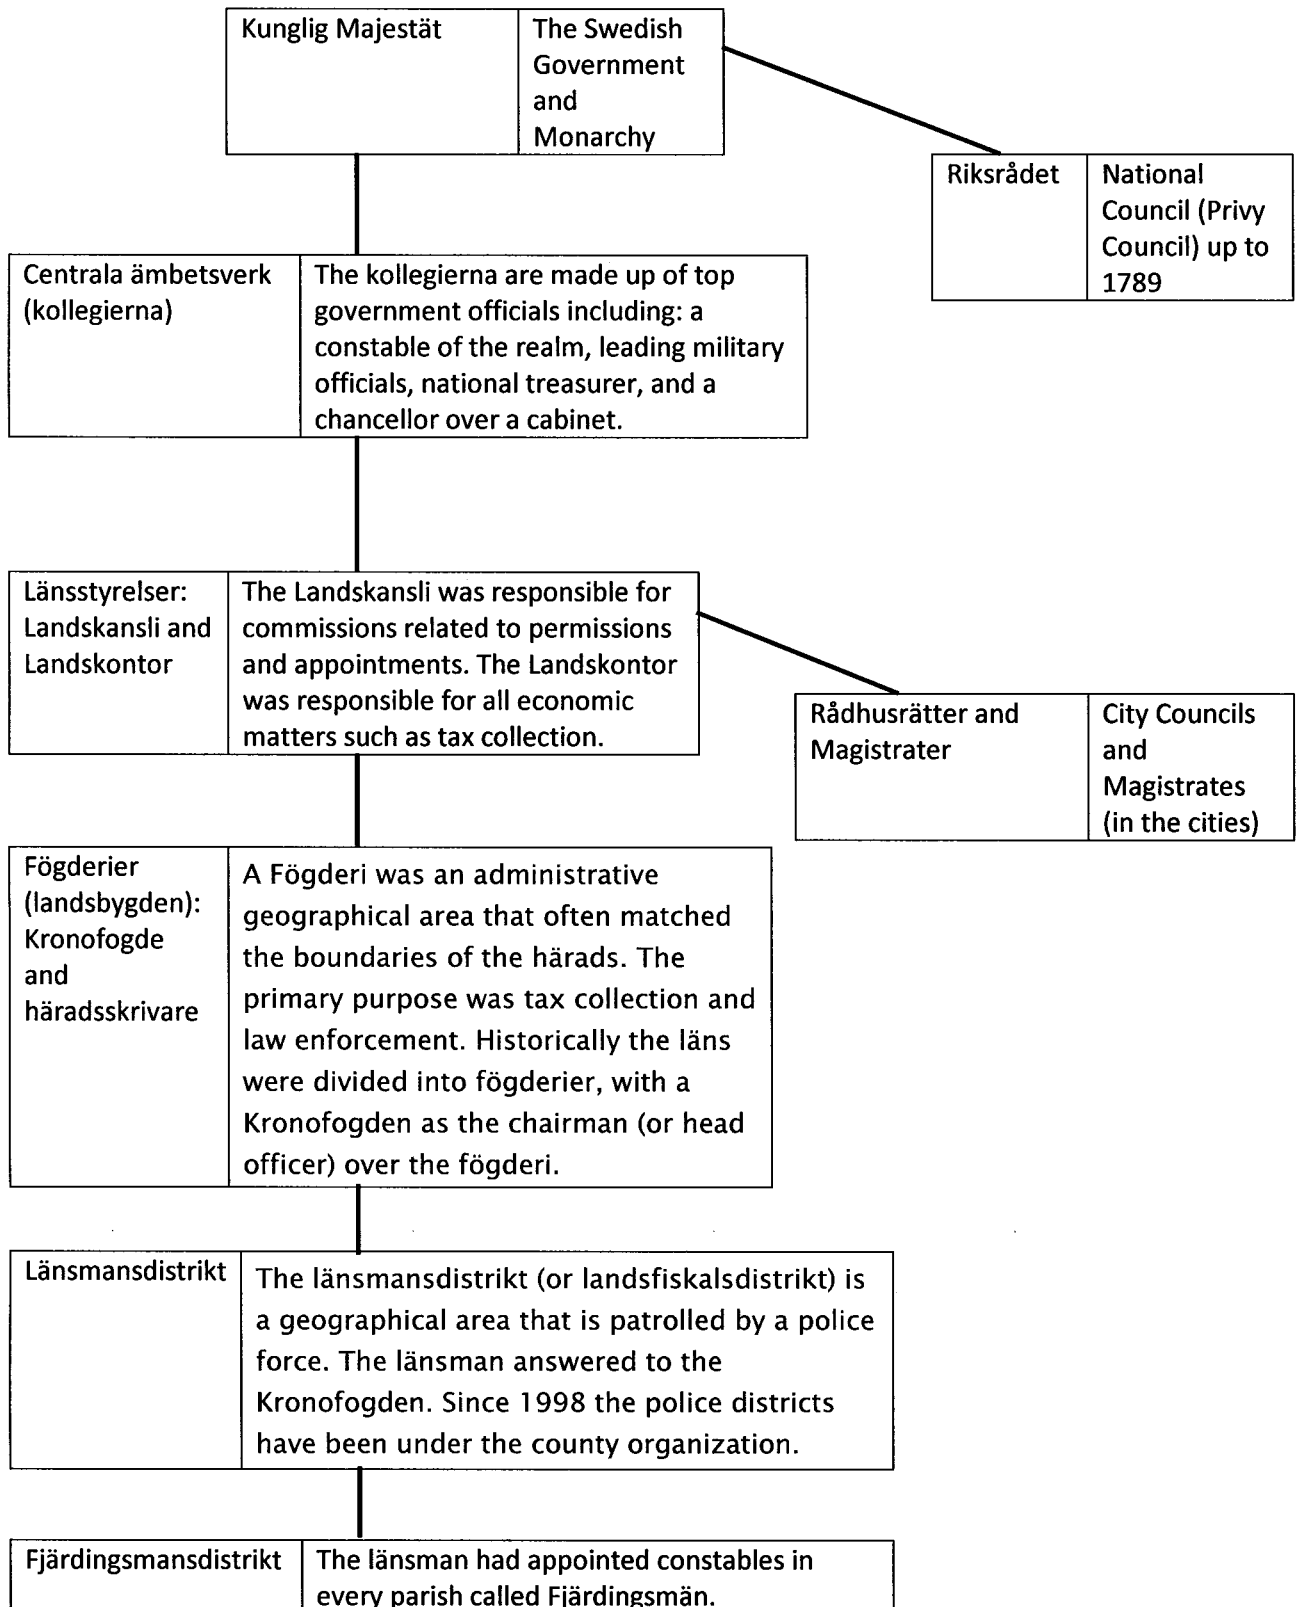 Kunglig Majestät
The Swedish
Government
and
Monarchy
Riksrådet
National
Council (Privy
Council) up to
1789
Centrala ämbetsverk
(kollegierna)
The kollegierna are made up of top
government officials including: a
constable of the realm, leading military
officials, national treasurer, and a
chancellor over a cabinet.
Länsstyrelser:
Landskansli and
Landskontor
The Landskansli was responsible for
commissions related to permissions
and appointments. The Landskontor
was responsible for all economic
matters such as tax collection.
Rådhusrätter and
Magistrater
City Councils
and
Magistrates
(in the cities)
Fögderier
(landsbygden):
Kronofogde
and
häradsskrivare
A Fögderi was an administrative
geographical area that often matched
the boundaries of the härads. The
primary purpose was tax collection and
law enforcement. Historically the läns
were divided into fögderier, with a
Kronofogden as the chairman (or head
officer) over the fögderi.
Länsmansdistrikt
The länsmansdistrikt (or landsfiskalsdistrikt) is
a geographical area that is patrolled by a police
force. The länsman answered to the
Kronofogden. Since 1998 the police districts
have been under the county organization.
Fjärdingsmansdistrikt
The länsman had appointed constables in
every parish called Fjärdingsmän.